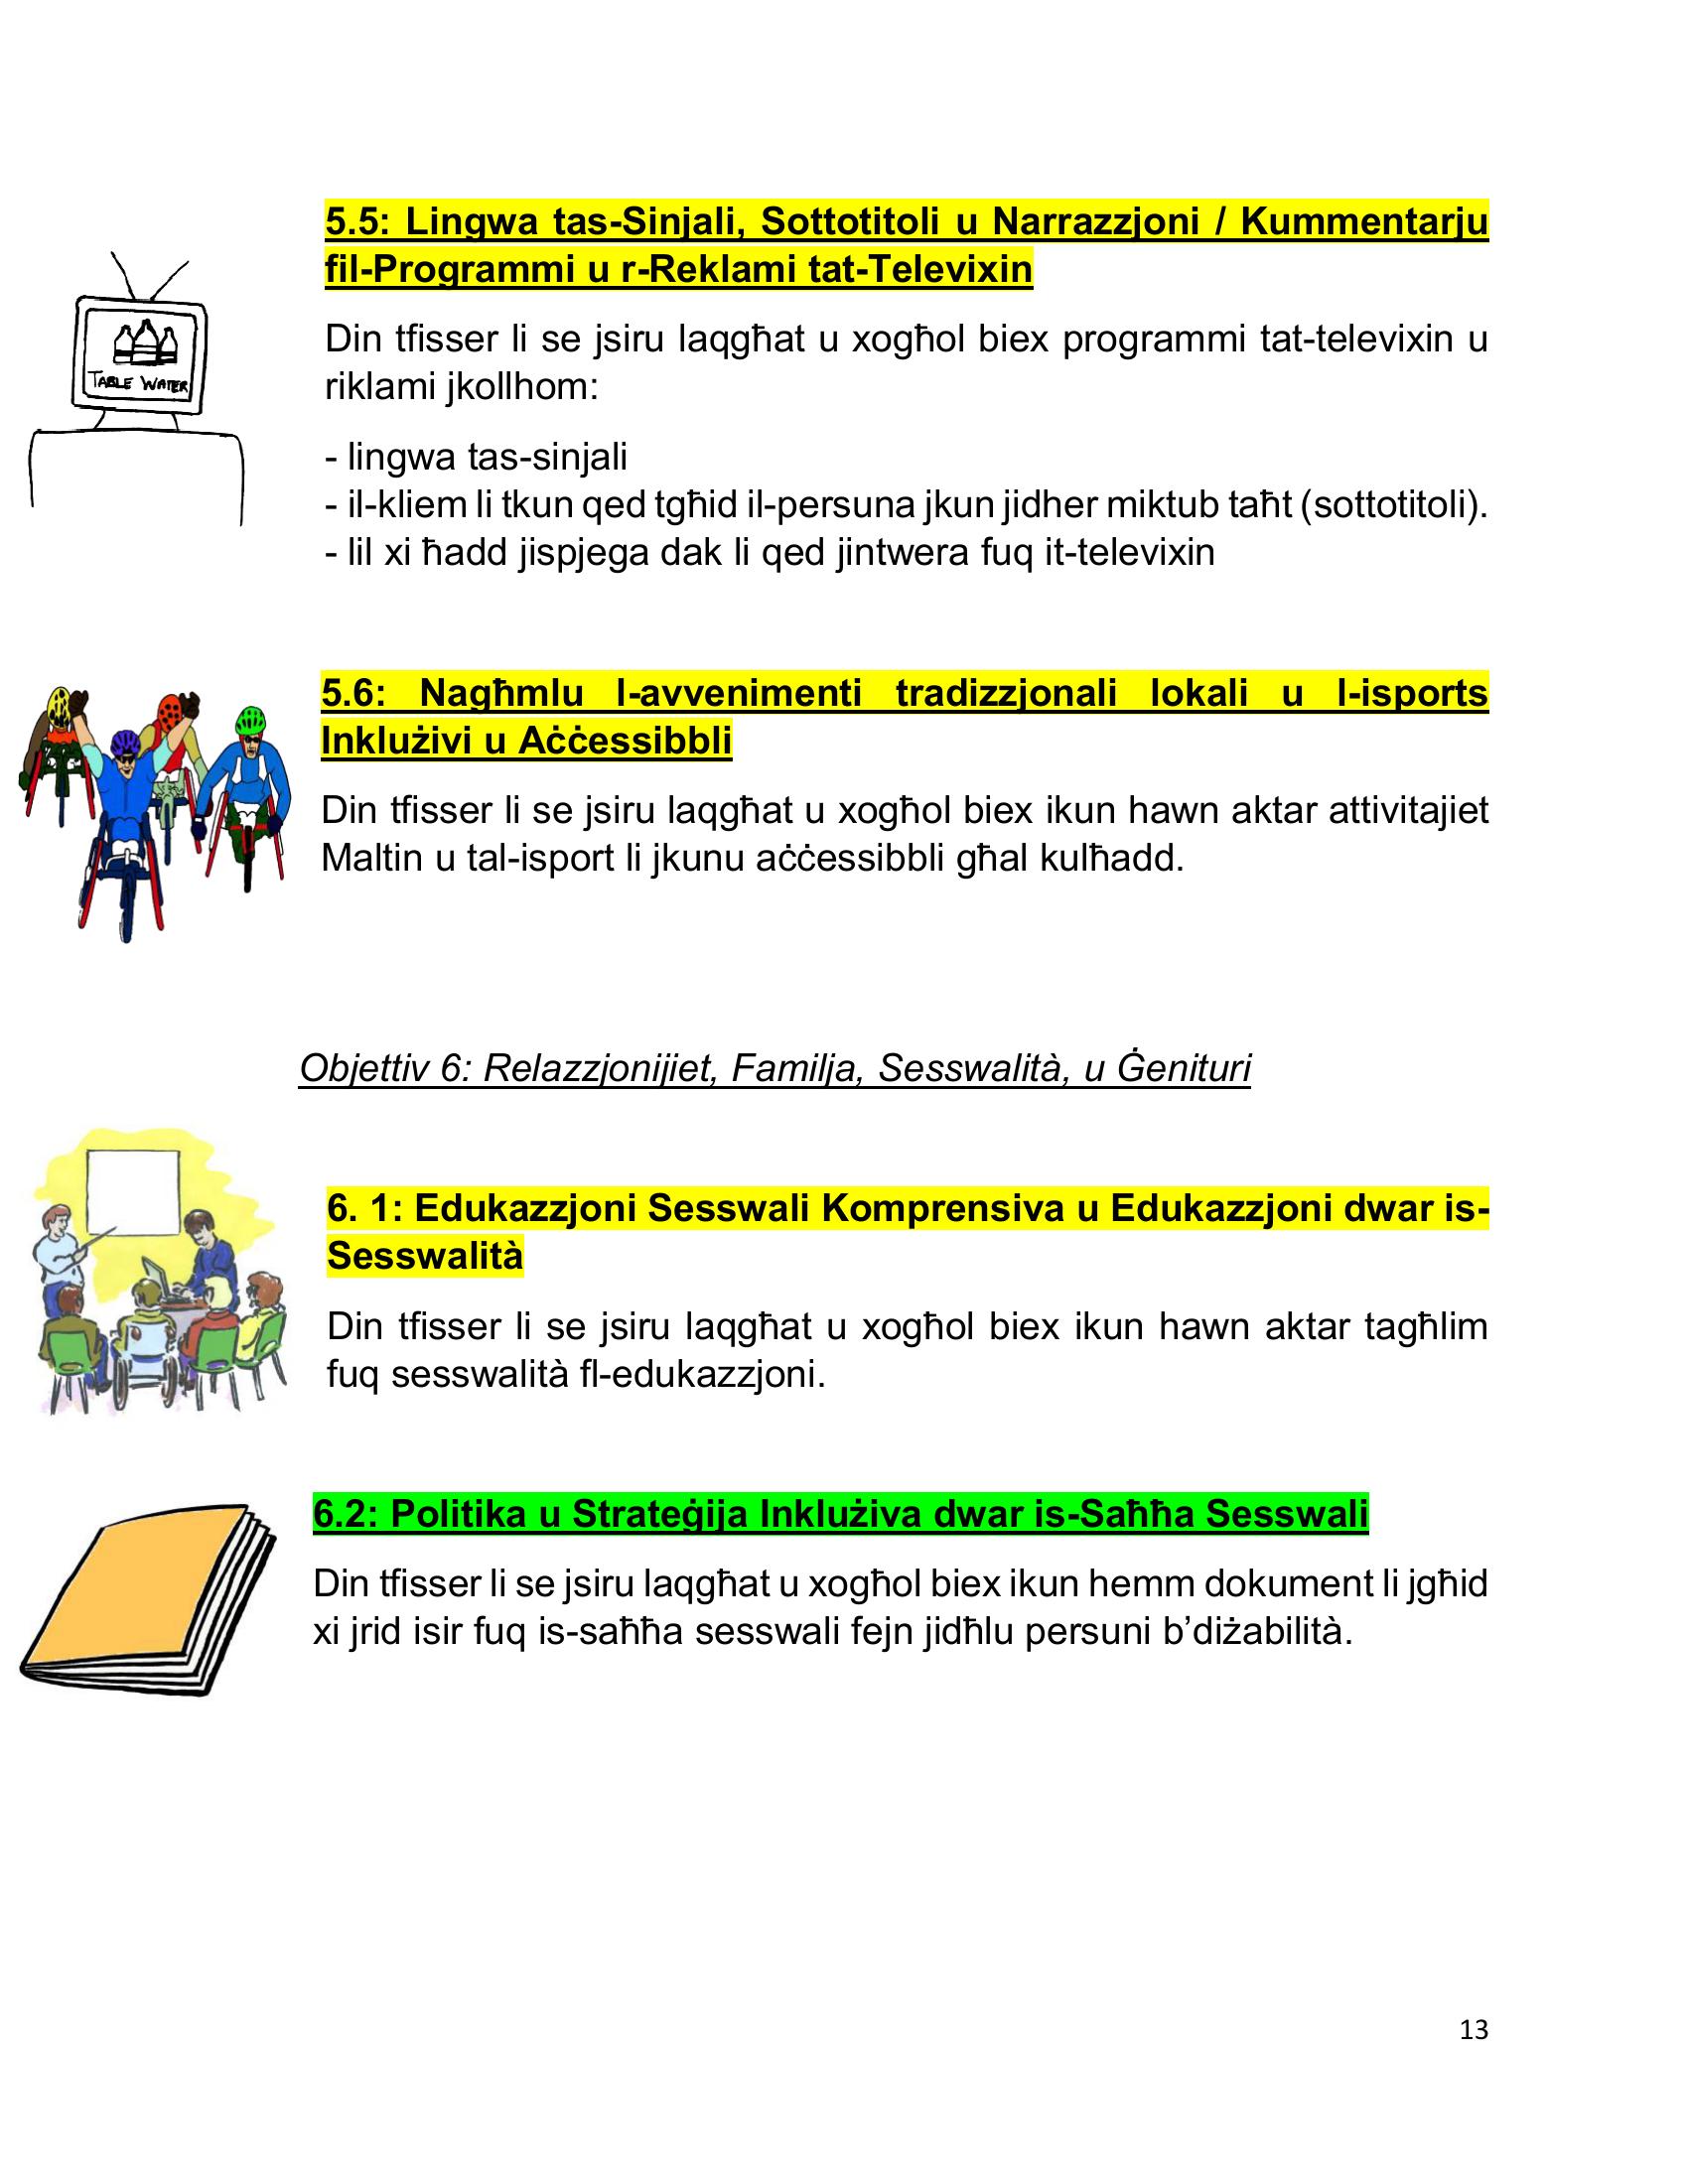 5.5: Lingwa tas-Sinjali, Sottotitoli u Narrazzjoni / Kummentarju
fil-Programmi u r-Reklami tat-Televixin
TABLE WATER
Din tfisser li se jsiru laqgħat u xogħol biex programmi tat-televixin u
riklami jkollhom:
- lingwa tas-sinjali
- il-kliem li tkun qed tgħid il-persuna jkun jidher miktub taħt (sottotitoli).
- lil xi ħadd jispjega dak li qed jintwera fuq it-televixin
5.6: Nagħmlu l-avvenimenti tradizzjonali lokali u l-isports
Inklużivi u Aċċessibbli
Din tfisser li se jsiru laqgħat u xogħol biex ikun hawn aktar attivitajiet
Maltin u tal-isport li jkunu aċċessibbli għal kulħadd.
Objettiv 6: Relazzjonijiet, Familja, Sesswalità, u Ġenituri
6. 1: Edukazzjoni Sesswali Komprensiva u Edukazzjoni dwar is-
Sesswalità
Din tfisser li se jsiru laqgħat u xogħol biex ikun hawn aktar tagħlim
fuq sesswalità fl-edukazzjoni.
6.2: Politika u Strateġija Inklużiva dwar is-Saħħa Sesswali
Din tfisser li se jsiru laqgħat u xogħol biex ikun hemm dokument li jgħid
xi jrid isir fuq is-saħħa sesswali fejn jidħlu persuni b’diżabilità.
13